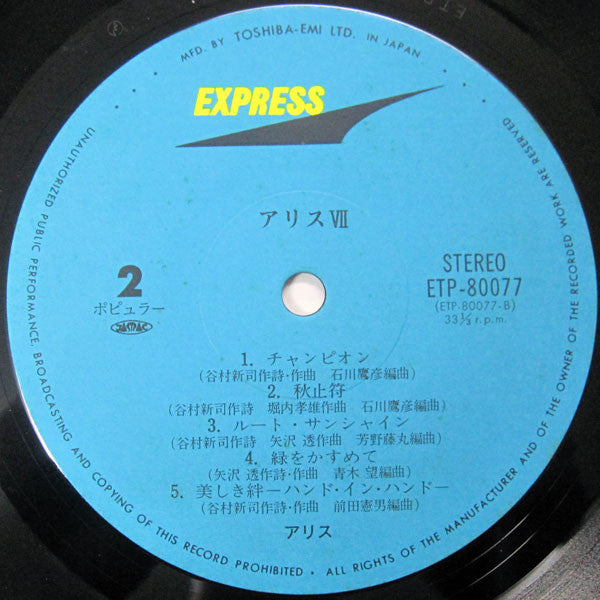 MFD. BY TOSHIBA-EMI LTD. IN JAPAN
EXPRESS
アリスⅦ
2
ポピュラー
JASRAC
STEREO
ETP-80077
(ETP-80077-B)
33⅓ r.p.m.
1. チャンピオン
(谷村新司作詩・作曲 石川鷹彦編曲)
2. 秋止符
(谷村新司作詩 堀内孝雄作曲 石川鷹彦編曲)
3. ルート・サンシャイン
(谷村新司作詩 矢沢 透作曲 芳野藤丸編曲)
4. 緑をかすめて
(矢沢 透作詩・作曲 青木 望編曲)
5. 美しき絆―ハンド・イン・ハンド―
(谷村新司作詩・作曲 前田憲男編曲)
アリス
UNAUTHORIZED PUBLIC PERFORMANCE, BROADCASTING AND COPYING OF THIS RECORD PROHIBITED. ALL RIGHTS OF THE MANUFACTURER AND OF THE OWNER OF THE RECORDED WORK ARE RESERVED